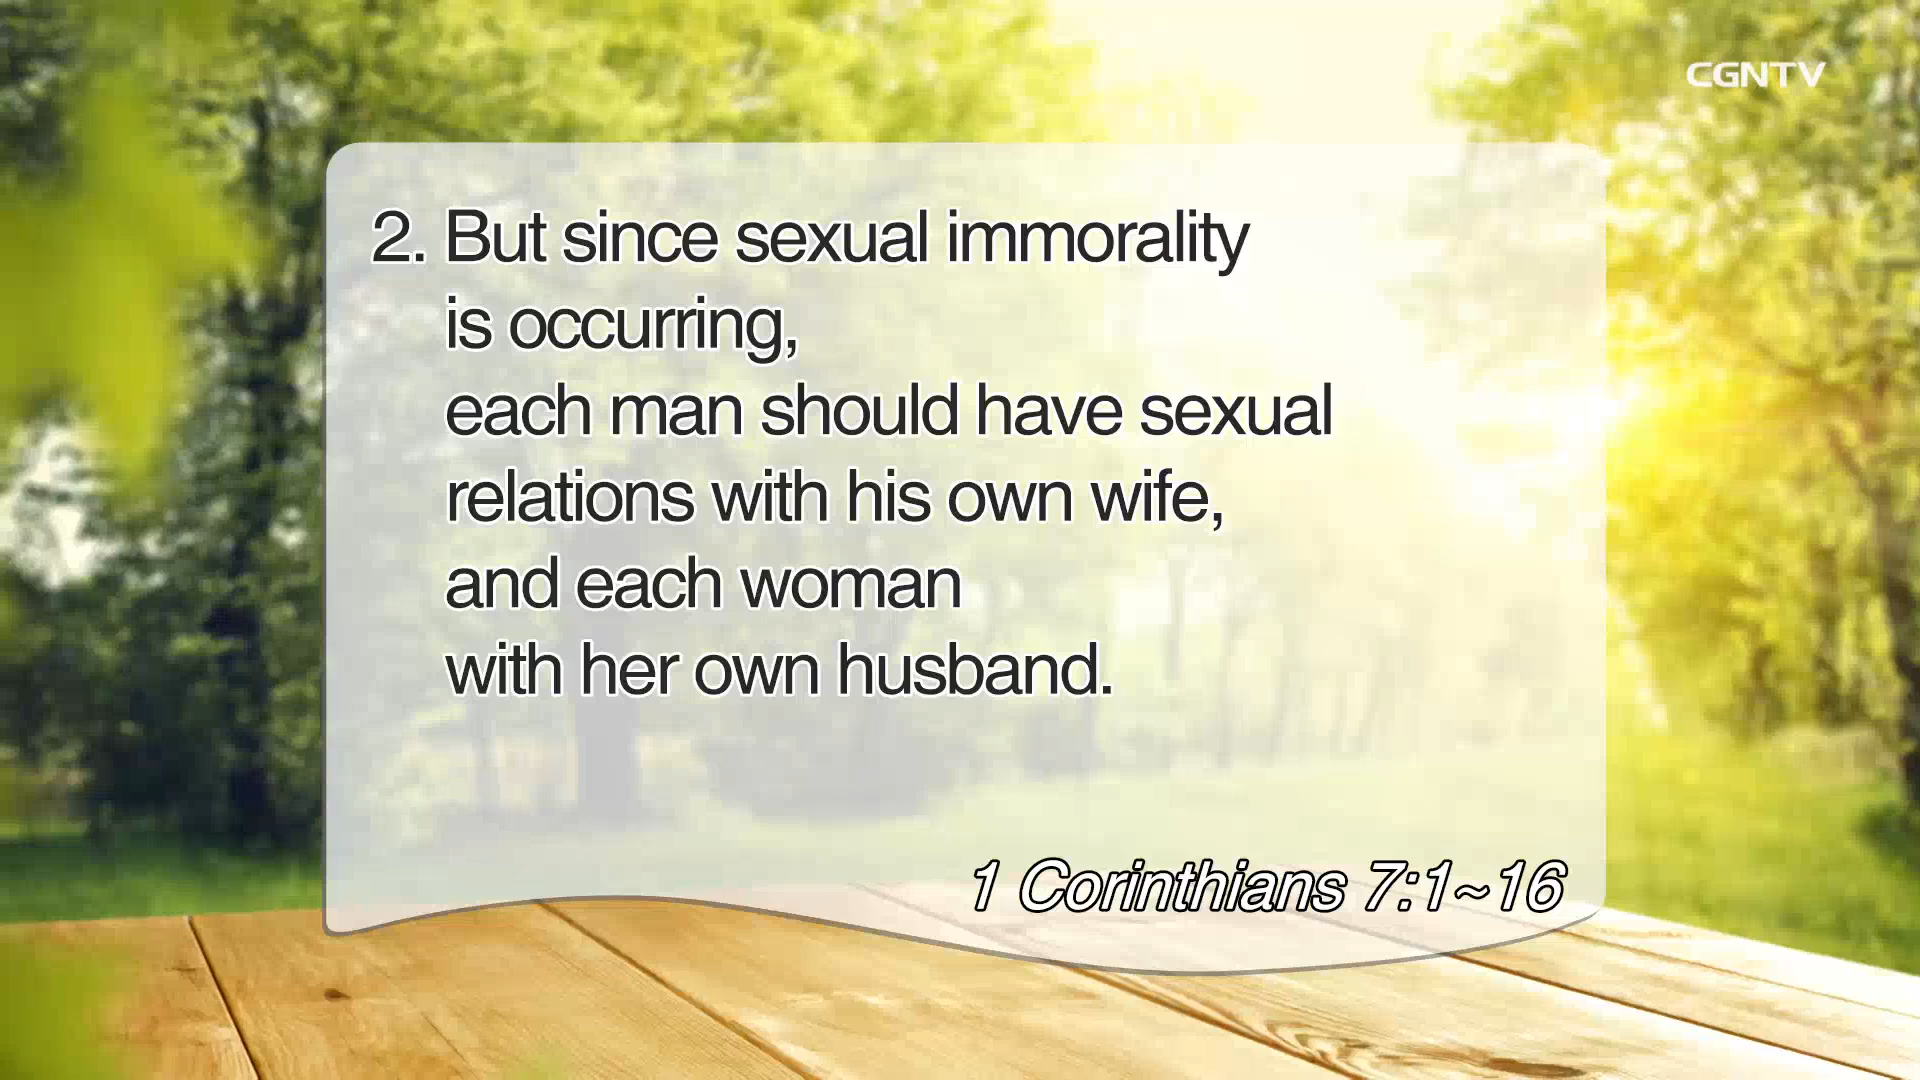 CGNTV
2. But since sexual immorality
is occurring,
each man should have sexual
relations with his own wife,
and each woman
with her own husband.
1 Corinthians 7:1~16